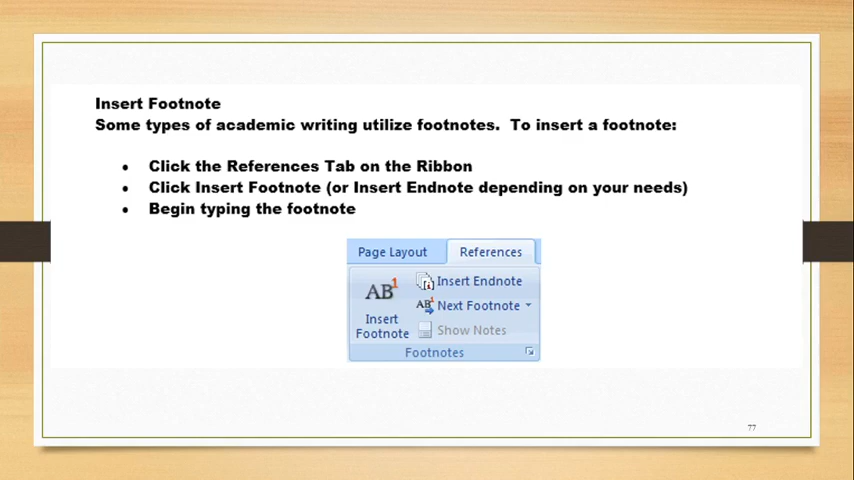 Insert Footnote
Some types of academic writing utilize footnotes. To insert a footnote:
• Click the References Tab on the Ribbon
• Click Insert Footnote (or Insert Endnote depending on your needs)
• Begin typing the footnote
Page Layout References
AB1 Insert Footnote
Insert Endnote
AB1 Next Footnote
Show Notes
Footnotes
77